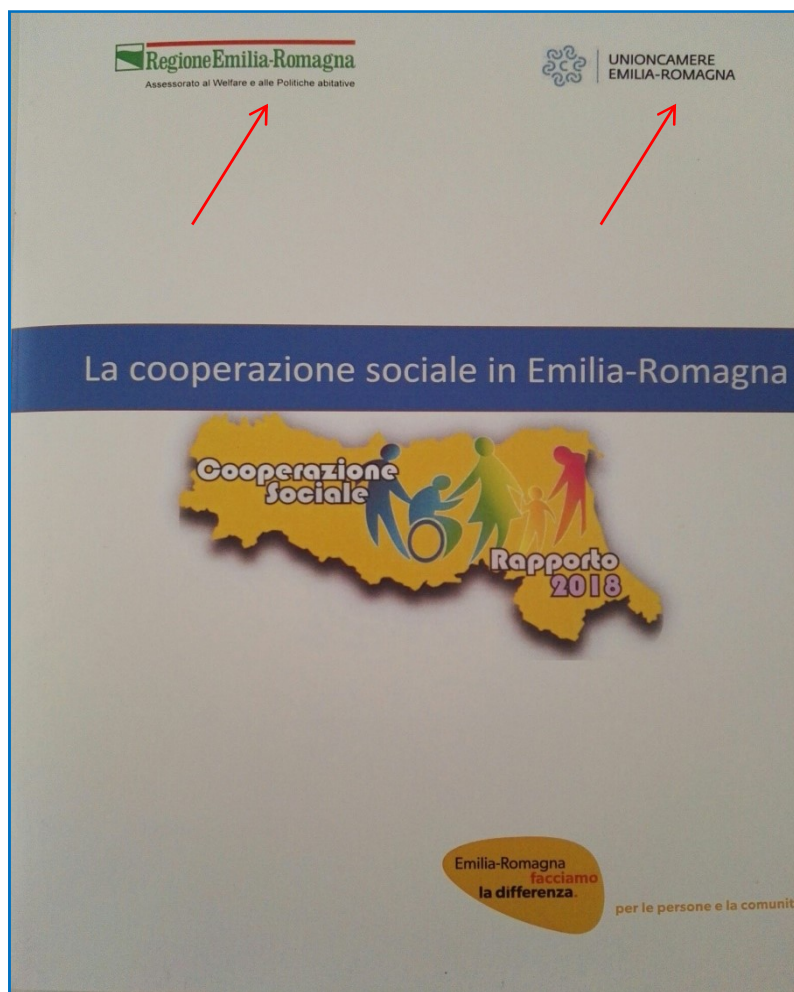 RegioneEmilia-Romagna
Assessorato al Welfare e alle Politiche abitative
UNIONCAMERE
EMILIA-ROMAGNA
La cooperazione sociale in Emilia-Romagna
Cooperazione
Sociale
Rapporto
2018
Emilia-Romagna
facciamo
la differenza.
per le persone e la comunit